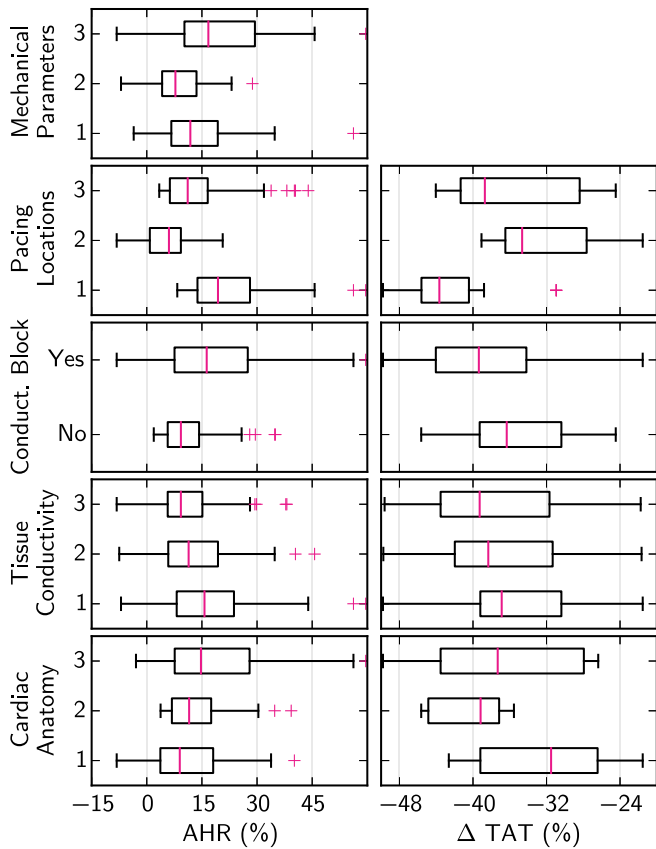 Mechanical
Parameters
3
2
1
Pacing
Locations
3
2
1
Conduct. Block
Yes
No
Tissue
Conductivity
3
2
1
Cardiac
Anatomy
3
2
1
−15 0 15 30 45
AHR (%)
−48 −40 −32 −24
Δ TAT (%)